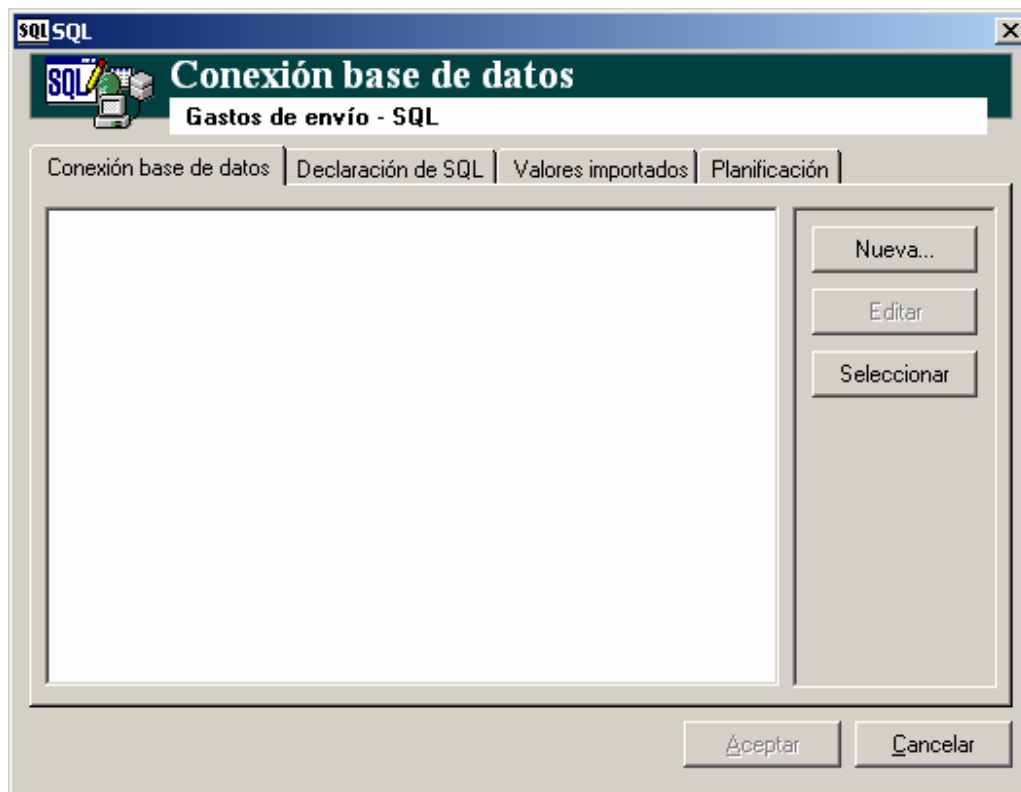 SQL SQL
SQL
Conexión base de datos
Gastos de envío - SQL
Conexión base de datos Declaración de SQL Valores importados Planificación
Nueva...
Editar
Seleccionar
Aceptar Cancelar